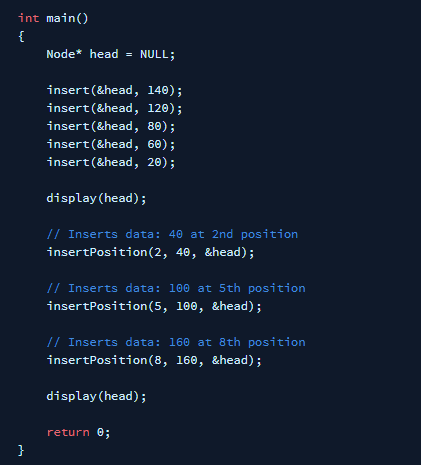 int main()
{
    Node* head = NULL;

    insert(&head, 140);
    insert(&head, 120);
    insert(&head, 80);
    insert(&head, 60);
    insert(&head, 20);

    display(head);

    // Inserts data: 40 at 2nd position
    insertPosition(2, 40, &head);

    // Inserts data: 100 at 5th position
    insertPosition(5, 100, &head);

    // Inserts data: 160 at 8th position
    insertPosition(8, 160, &head);

    display(head);

    return 0;
}